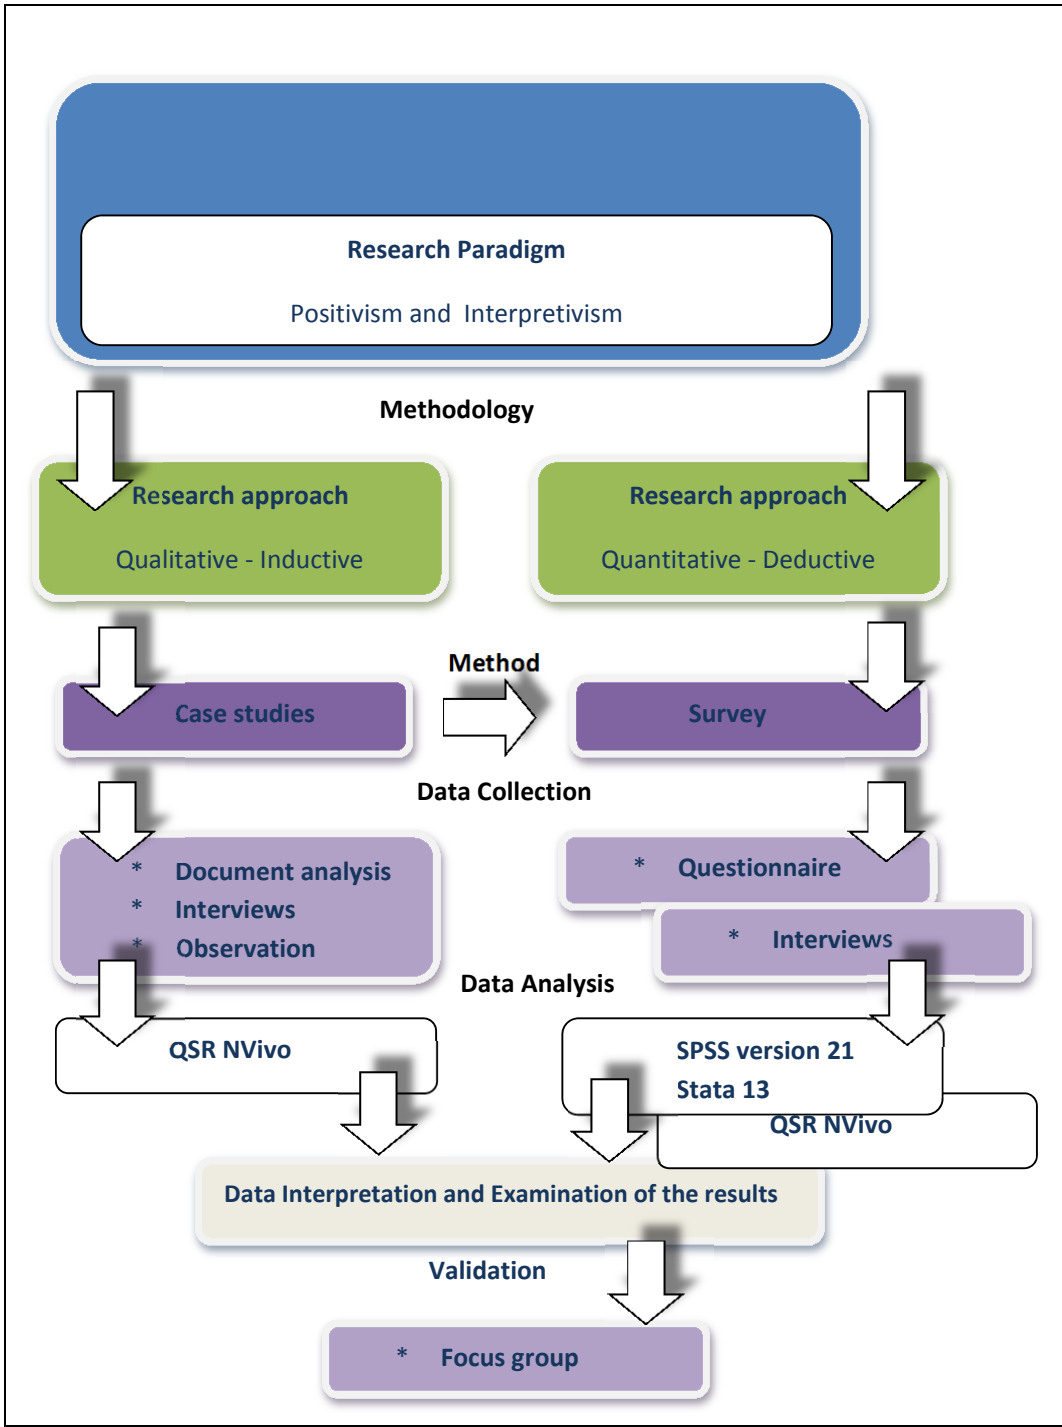 Research Paradigm
Positivism and Interpretivism
Methodology
Research approach
Qualitative - Inductive
Research approach
Quantitative - Deductive
Method
Case studies
Survey
Data Collection
* Document analysis
* Interviews
* Observation
* Questionnaire
* Interviews
Data Analysis
QSR NVivo
SPSS version 21
Stata 13
QSR NVivo
Data Interpretation and Examination of the results
Validation
* Focus group